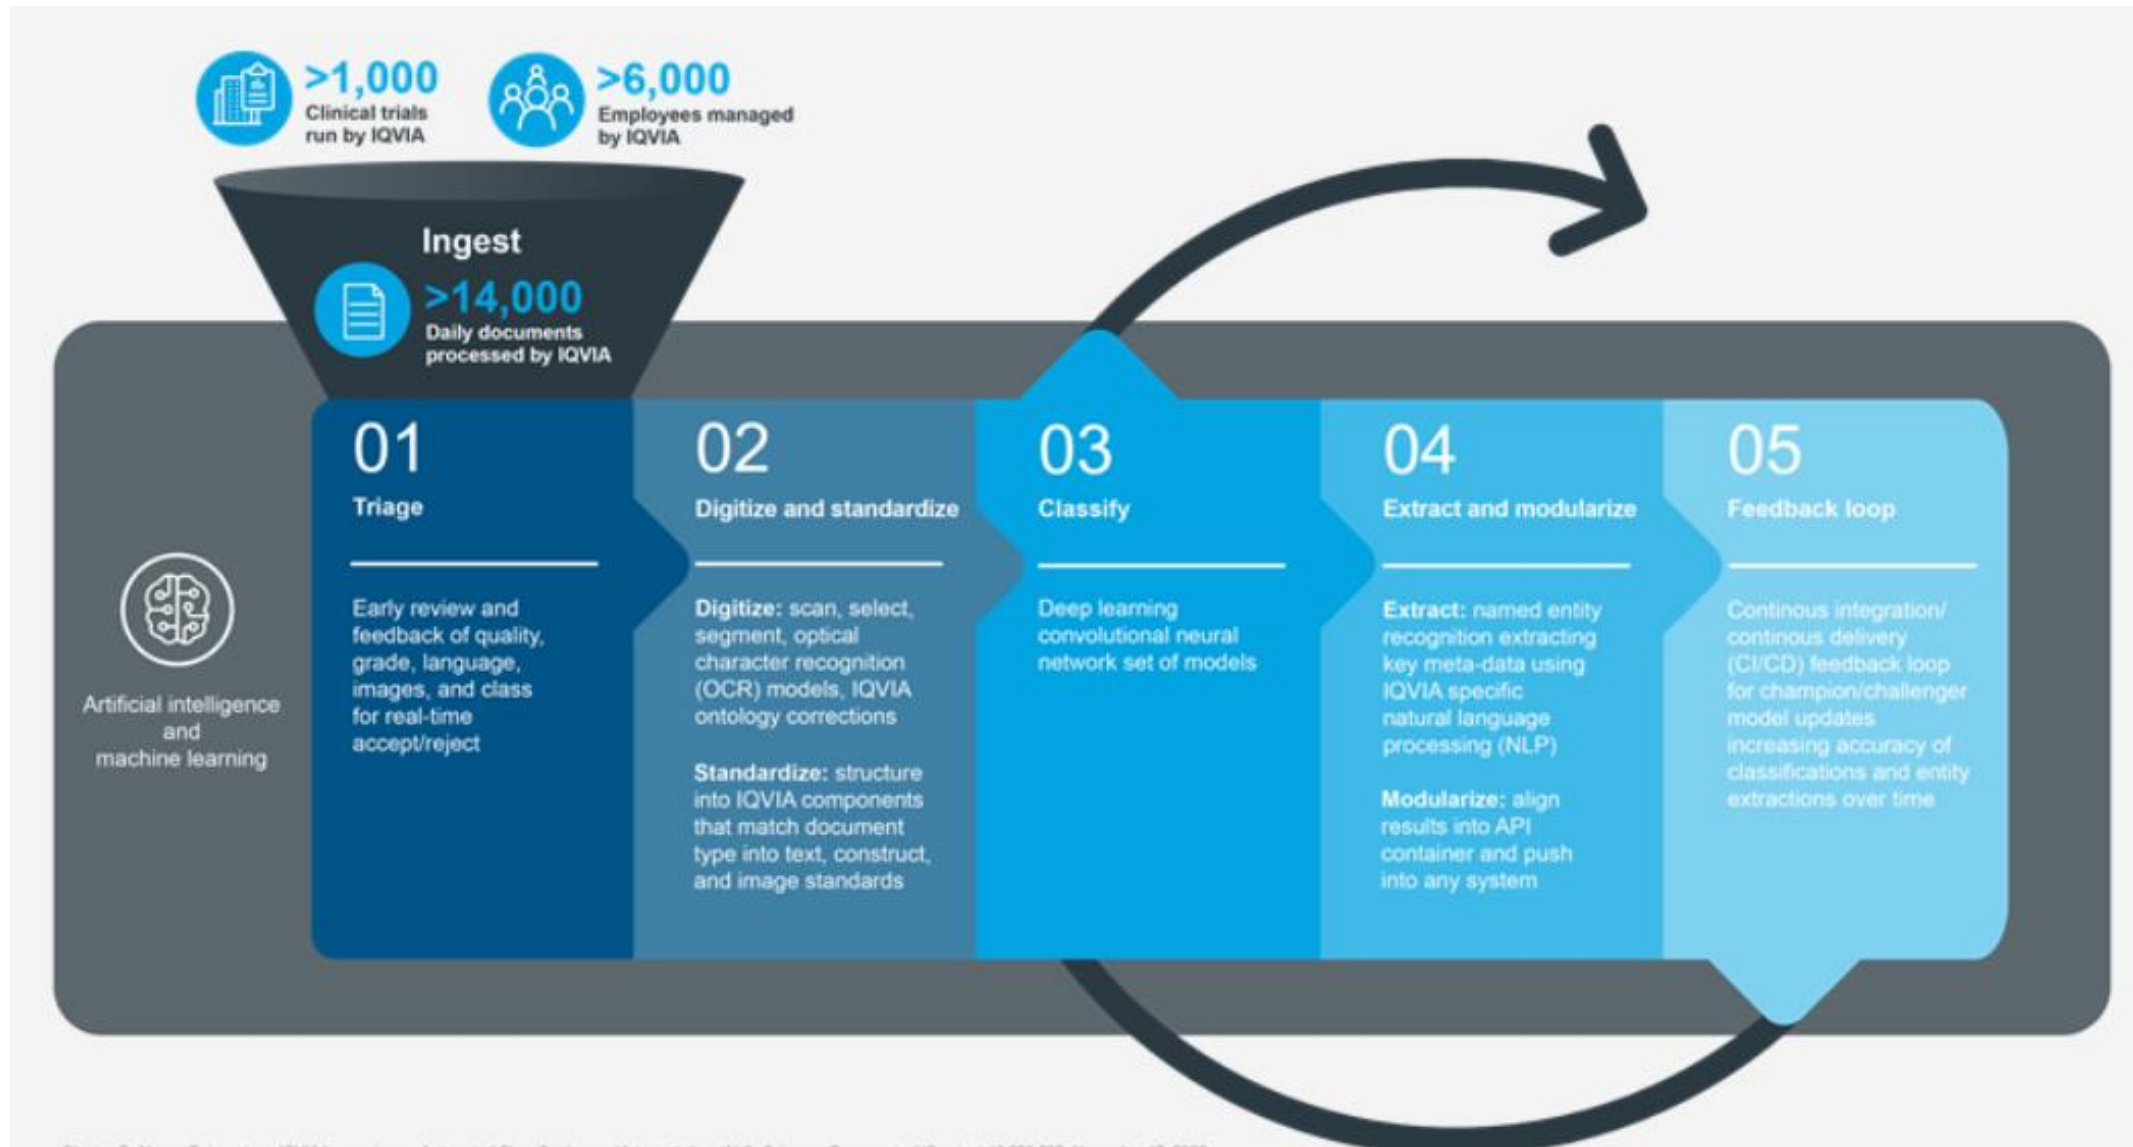 >1,000
Clinical trials
run by IQVIA
>6,000
Employees managed
by IQVIA
Ingest
>14,000
Daily documents
processed by IQVIA
Artificial intelligence
and
machine learning
01
Triage
Early review and
feedback of quality,
grade, language,
images, and class
for real-time
accept/reject
02
Digitize and standardize
Digitize: scan, select,
segment, optical
character recognition
(OCR) models, IQVIA
ontology corrections
Standardize: structure
into IQVIA components
that match document
type into text, construct,
and image standards
03
Classify
Deep learning
convolutional neural
network set of models
04
Extract and modularize
Extract: named entity
recognition extracting
key meta-data using
IQVIA specific
natural language
processing (NLP)
Modularize: align
results into API
container and push
into any system
05
Feedback loop
Continous integration/
continous delivery
(CI/CD) feedback loop
for champion/challenger
model updates
increasing accuracy of
classifications and entity
extractions over time